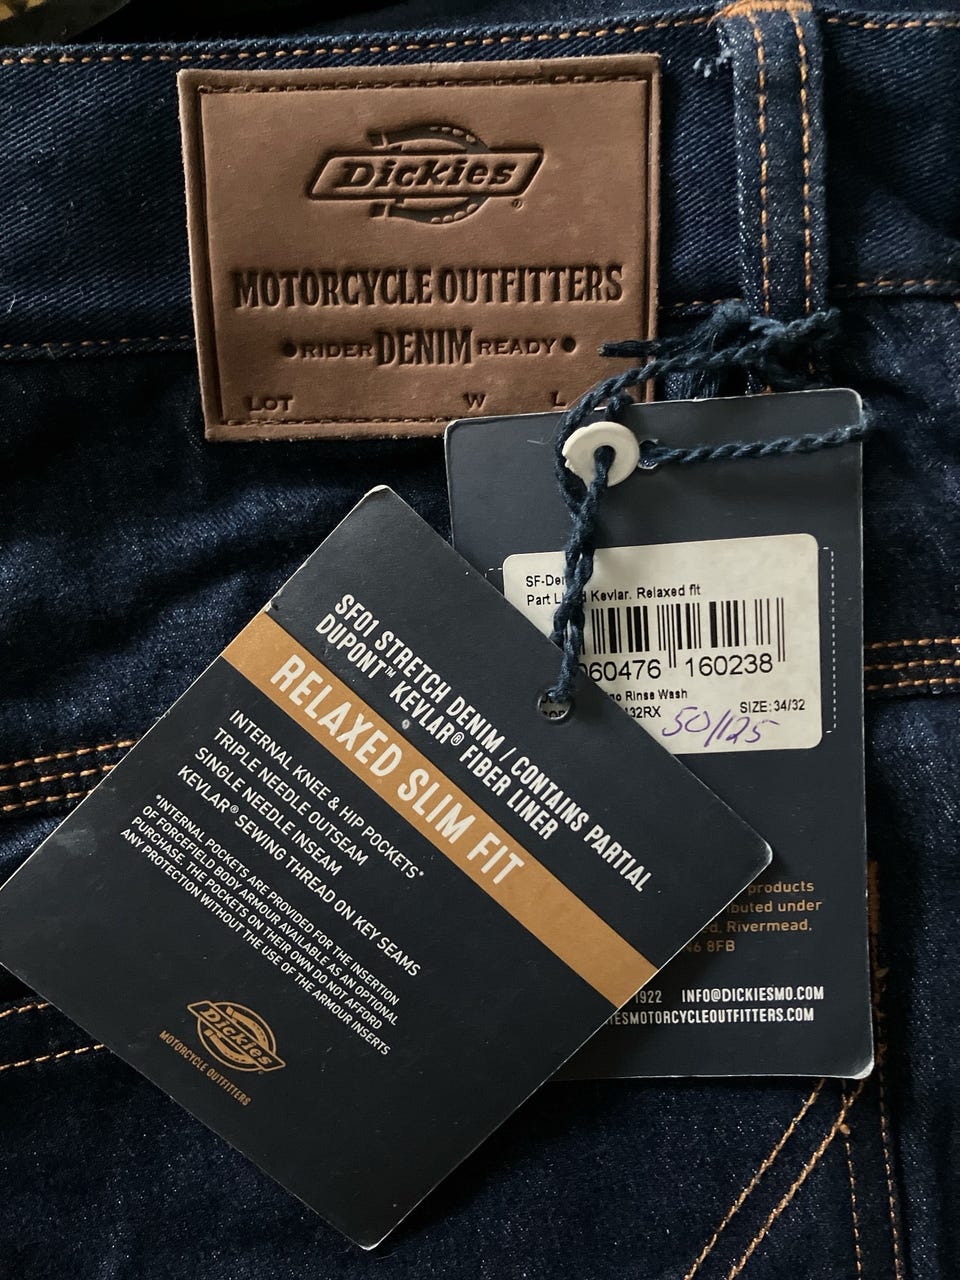 Dickies
®
MOTORCYCLE OUTFITTERS
RIDER DENIM READY
LOT W L
Kevlar. Relaxed fit
060476 160238
Rinse Wash
132RX SIZE:34/32
50/125
SF01 STRETCH DENIM / CONTAINS PARTIAL
DUPONT™ KEVLAR® FIBER LINER
RELAXED SLIM FIT
INTERNAL KNEE & HIP POCKETS*
TRIPLE NEEDLE OUTSEAM
SINGLE NEEDLE INSEAM
KEVLAR® SEWING THREAD ON KEY SEAMS
*INTERNAL POCKETS ARE PROVIDED FOR THE INSERTION
OF FORCEFIELD BODY ARMOUR AVAILABLE AS AN OPTIONAL
PURCHASE. THE POCKETS ON THEIR OWN DO NOT AFFORD
ANY PROTECTION WITHOUT THE USE OF THE ARMOUR INSERTS
Dickies
MOTORCYCLE OUTFITTERS
products
under
Rivermead,
8FB
1922 INFO@DICKIESMO.COM
ESMOTORCYCLEOUTFITTERS.COM